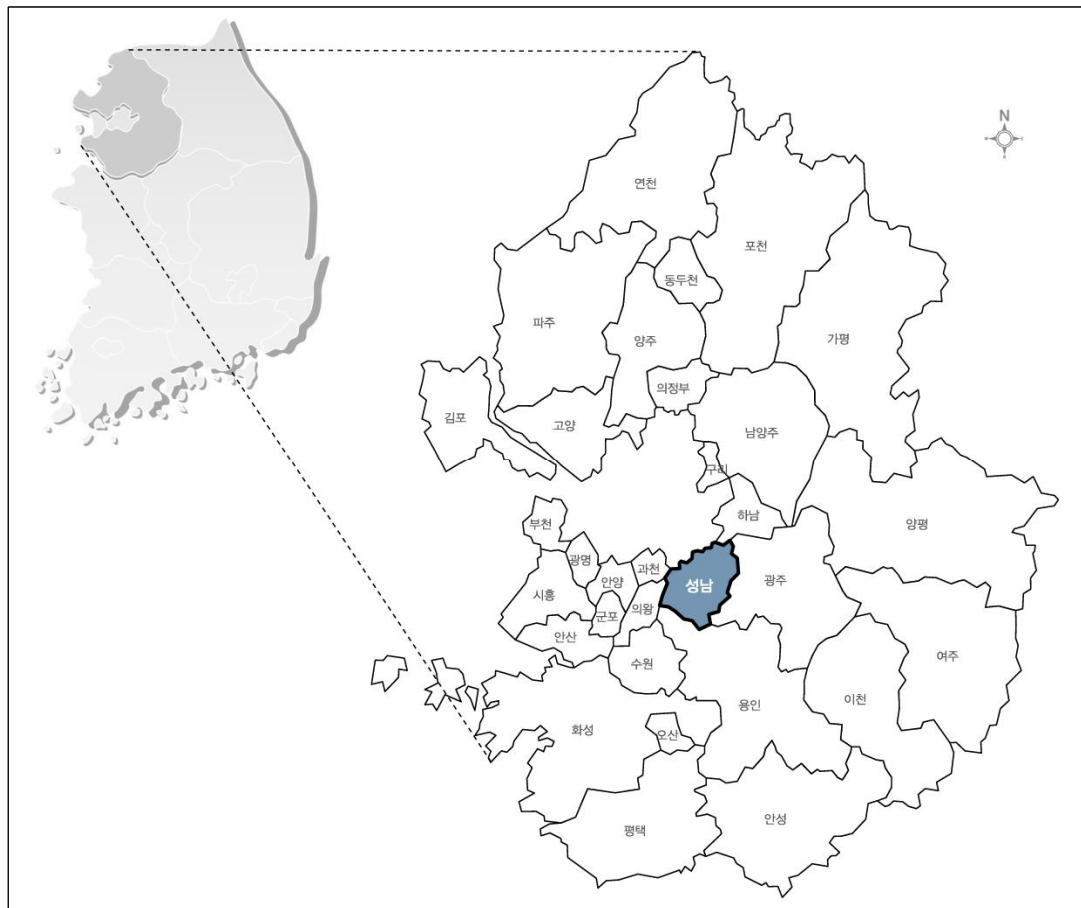 N
연천
포천
동두천
파주
양주
가평
의정부
김포
고양
남양주
구리
하남
부천
양평
광명
과천
안양
성남
광주
시흥
군포
의왕
안산
수원
여주
이천
용인
화성
오산
안성
평택